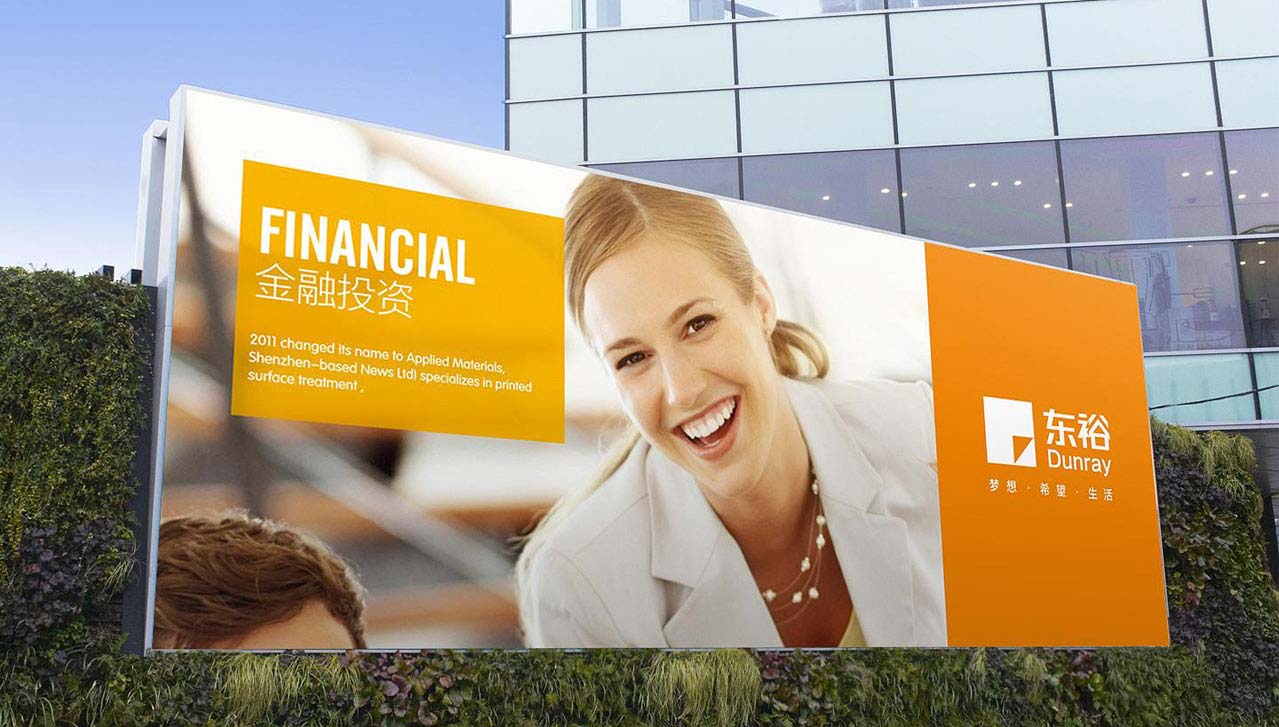 FINANCIAL
金融投资
2011 changed its name to Applied Materials,
Shenzhen-based News Ltd) specializes in printed
surface treatment ,
东裕
Dunray
梦想·希望·生活